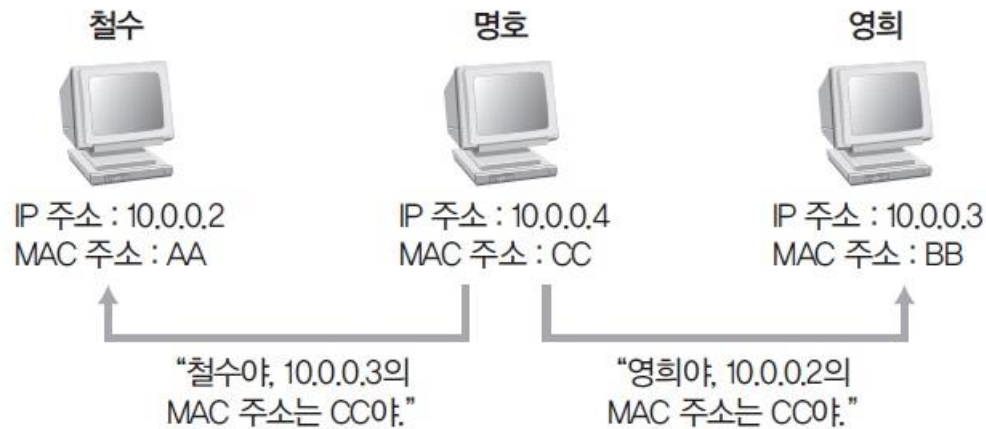 철수
명호
영희
IP 주소 : 10.0.0.2
MAC 주소 : AA
IP 주소 : 10.0.0.4
MAC 주소 : CC
IP 주소 : 10.0.0.3
MAC 주소 : BB
“철수야, 10.0.0.3의
MAC 주소는 CC야.”
“영희야, 10.0.0.2의
MAC 주소는 CC야.”